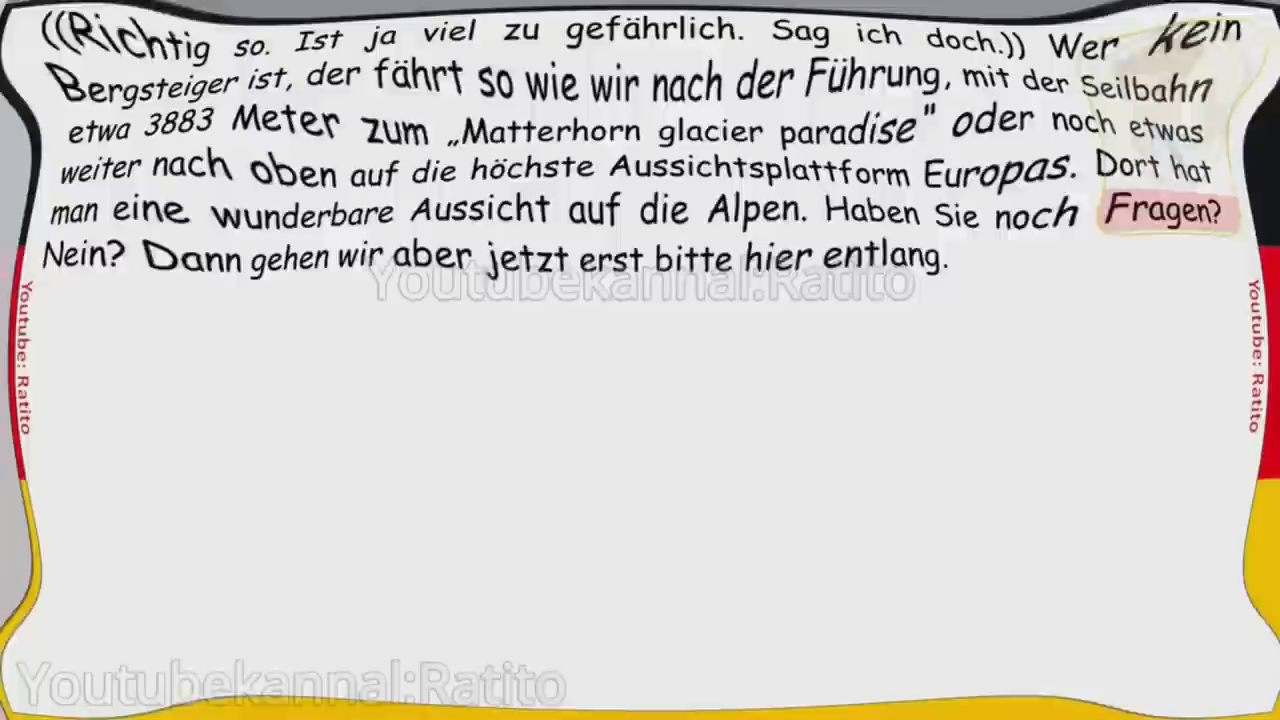 ((Richtig so. Ist ja viel zu gefährlich. Sag ich doch.)) Wer kein
Bergsteiger ist, der fährt so wie wir nach der Führung, mit der Seilbahn
etwa 3883 Meter zum „Matterhorn glacier paradise" oder noch etwas
weiter nach oben auf die höchste Aussichtsplattform Europas. Dort hat
man eine wunderbare Aussicht auf die Alpen. Haben Sie noch Fragen?
Nein? Dann gehen wir aber jetzt erst bitte hier entlang.
Youtubekannal:Ratito
Youtube: Ratito
Youtube: Ratito
Youtubekannal:Ratito